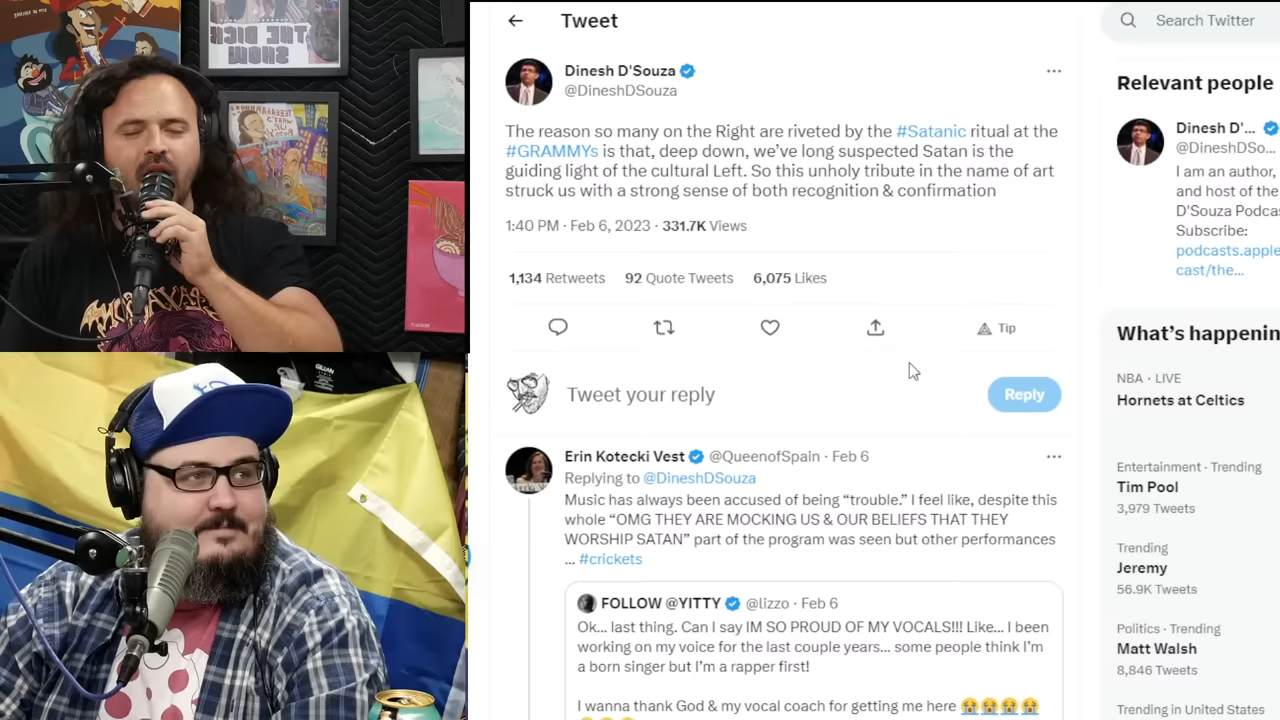 THE DICK
SHOW
GILDAN
Tweet
Search Twitter
Dinesh D'Souza
@DineshDSouza
The reason so many on the Right are riveted by the #Satanic ritual at the
#GRAMMYs is that, deep down, we've long suspected Satan is the
guiding light of the cultural Left. So this unholy tribute in the name of art
struck us with a strong sense of both recognition & confirmation
1:40 PM · Feb 6, 2023 · 331.7K Views
1,134 Retweets 92 Quote Tweets 6,075 Likes
Tip
Tweet your reply
Reply
Erin Kotecki Vest @QueenofSpain · Feb 6
Replying to @DineshDSouza
Music has always been accused of being “trouble.” I feel like, despite this
whole “OMG THEY ARE MOCKING US & OUR BELIEFS THAT THEY
WORSHIP SATAN” part of the program was seen but other performances
... #crickets
FOLLOW @YITTY @lizzo · Feb 6
Ok... last thing. Can I say IM SO PROUD OF MY VOCALS!!! Like... I been
working on my voice for the last couple years... some people think I'm
a born singer but I'm a rapper first!
I wanna thank God & my vocal coach for getting me here 😭😭😭😭
Relevant people
Dinesh D'...
@DineshDSo...
I am an author,
and host of the
D'Souza Podca
Subscribe:
podcasts.apple
cast/the...
What's happenin
NBA · LIVE
Hornets at Celtics
Entertainment · Trending
Tim Pool
3,979 Tweets
Trending
Jeremy
56.9K Tweets
Politics · Trending
Matt Walsh
8,846 Tweets
Trending in United States